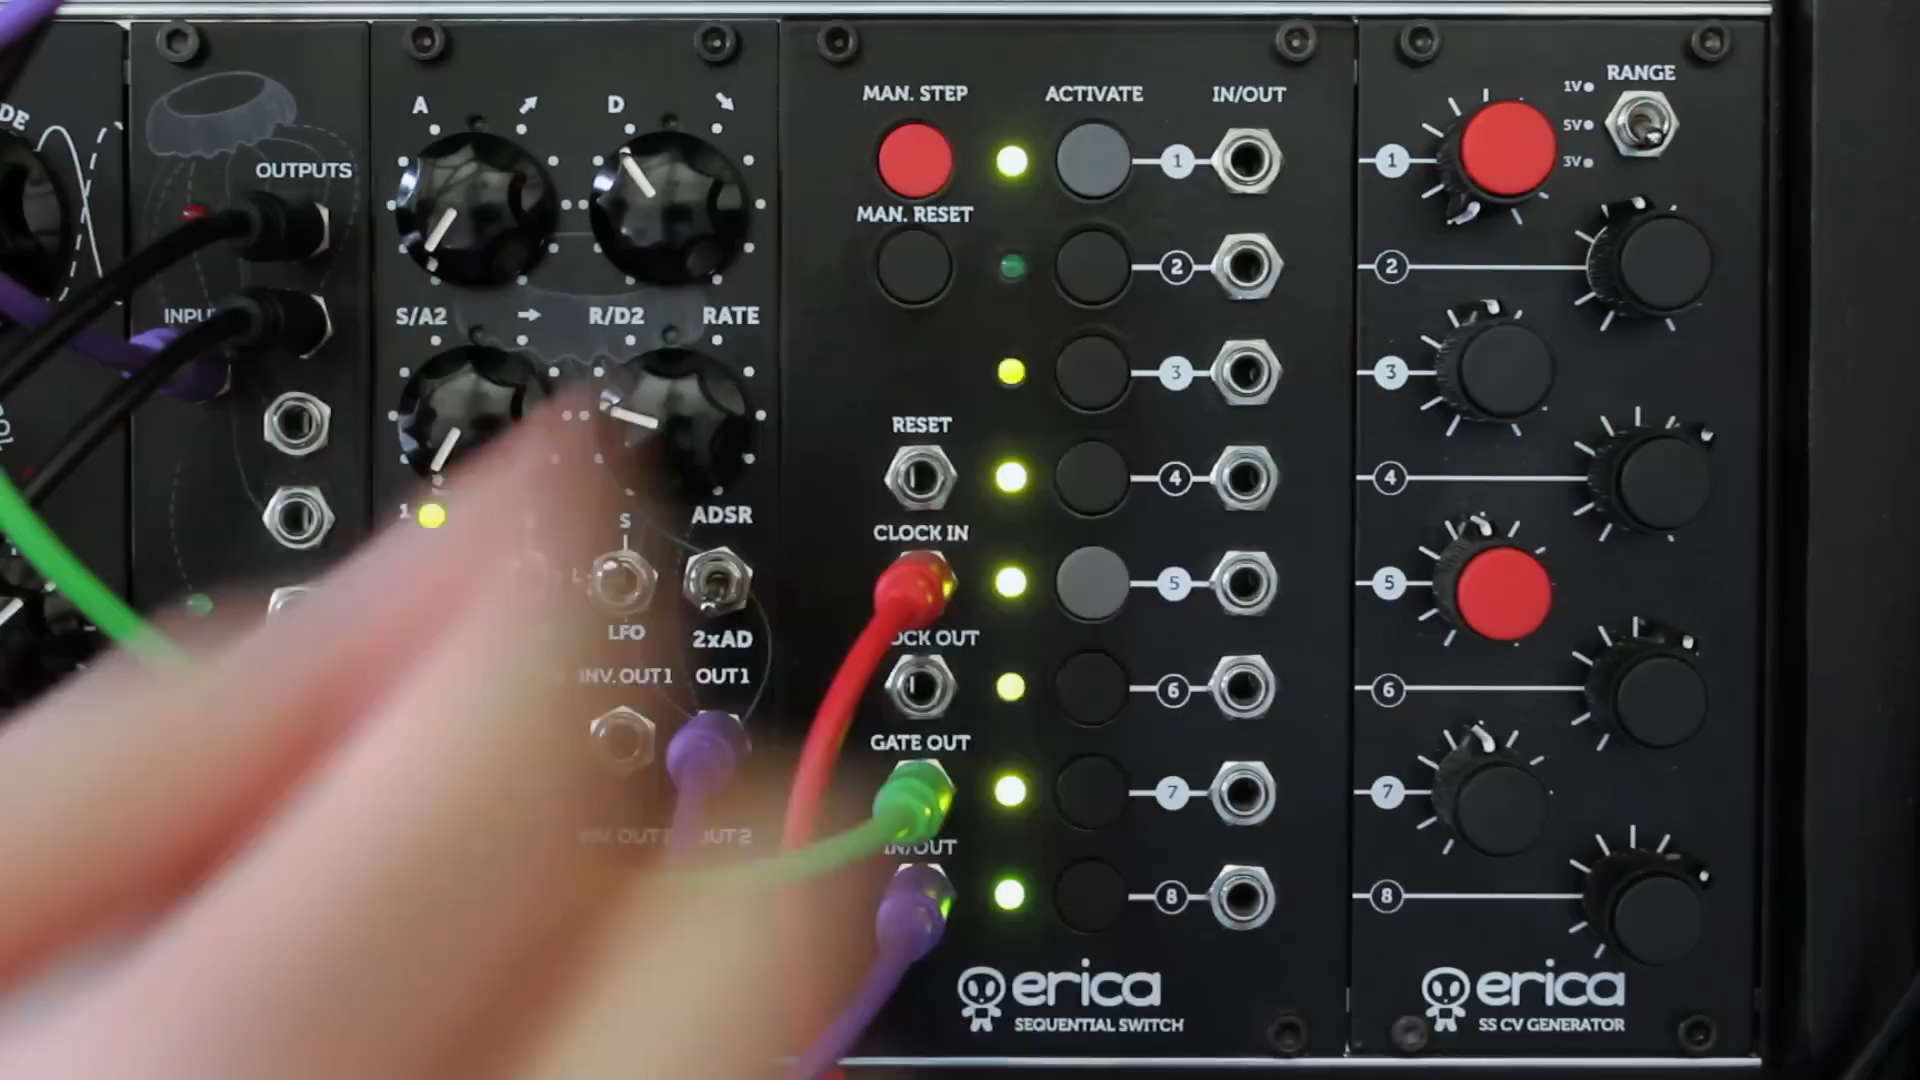 DE
OUTPUTS
INPU
A
D
S/A2
R/D2
RATE
1
S
ADSR
L
LFO
2xAD
INV. OUT1
OUT1
OUT2
MAN. STEP
ACTIVATE
IN/OUT
MAN. RESET
RESET
CLOCK IN
OCK OUT
GATE OUT
IN/OUT
1
2
3
4
5
6
7
8
erica
SEQUENTIAL SWITCH
RANGE
1V
5V
3V
1
2
3
4
5
6
7
8
erica
SS CV GENERATOR